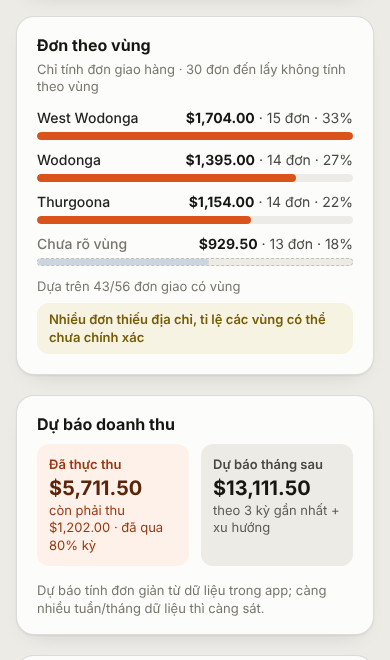 Đơn theo vùng
Chỉ tính đơn giao hàng · 30 đơn đến lấy không tính
theo vùng
West Wodonga $1,704.00 · 15 đơn · 33%
Wodonga $1,395.00 · 14 đơn · 27%
Thurgoona $1,154.00 · 14 đơn · 22%
Chưa rõ vùng $929.50 · 13 đơn · 18%
Dựa trên 43/56 đơn giao có vùng
Nhiều đơn thiếu địa chỉ, tỉ lệ các vùng có thể
chưa chính xác
Dự báo doanh thu
Đã thực thu
$5,711.50
còn phải thu
$1,202.00 · đã qua
80% kỳ
Dự báo tháng sau
$13,111.50
theo 3 kỳ gần nhất +
xu hướng
Dự báo tính đơn giản từ dữ liệu trong app; càng
nhiều tuần/tháng dữ liệu thì càng sát.